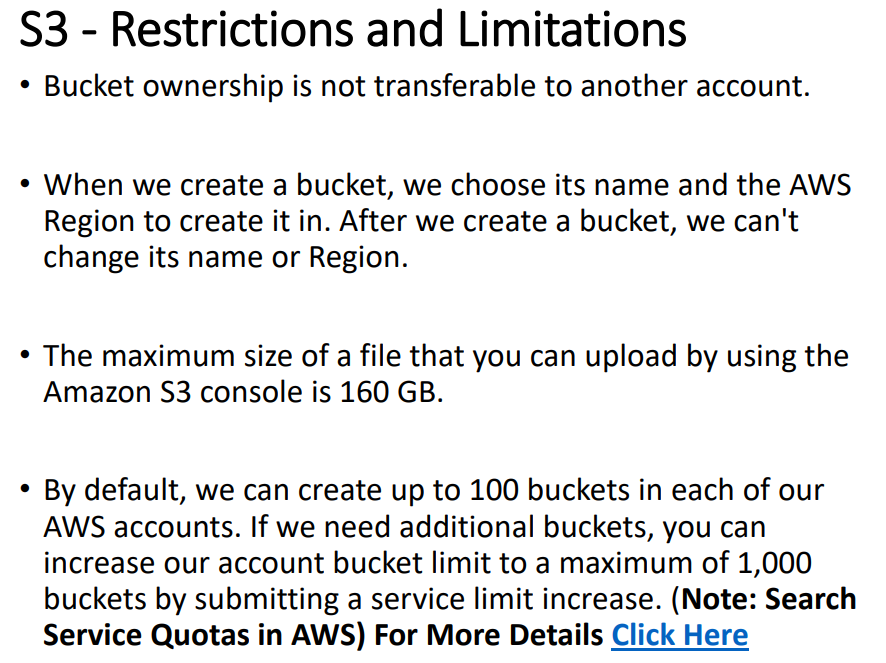 S3 - Restrictions and Limitations
• Bucket ownership is not transferable to another account.
• When we create a bucket, we choose its name and the AWS
Region to create it in. After we create a bucket, we can't
change its name or Region.
• The maximum size of a file that you can upload by using the
Amazon S3 console is 160 GB.
• By default, we can create up to 100 buckets in each of our
AWS accounts. If we need additional buckets, you can
increase our account bucket limit to a maximum of 1,000
buckets by submitting a service limit increase. (Note: Search
Service Quotas in AWS) For More Details Click Here